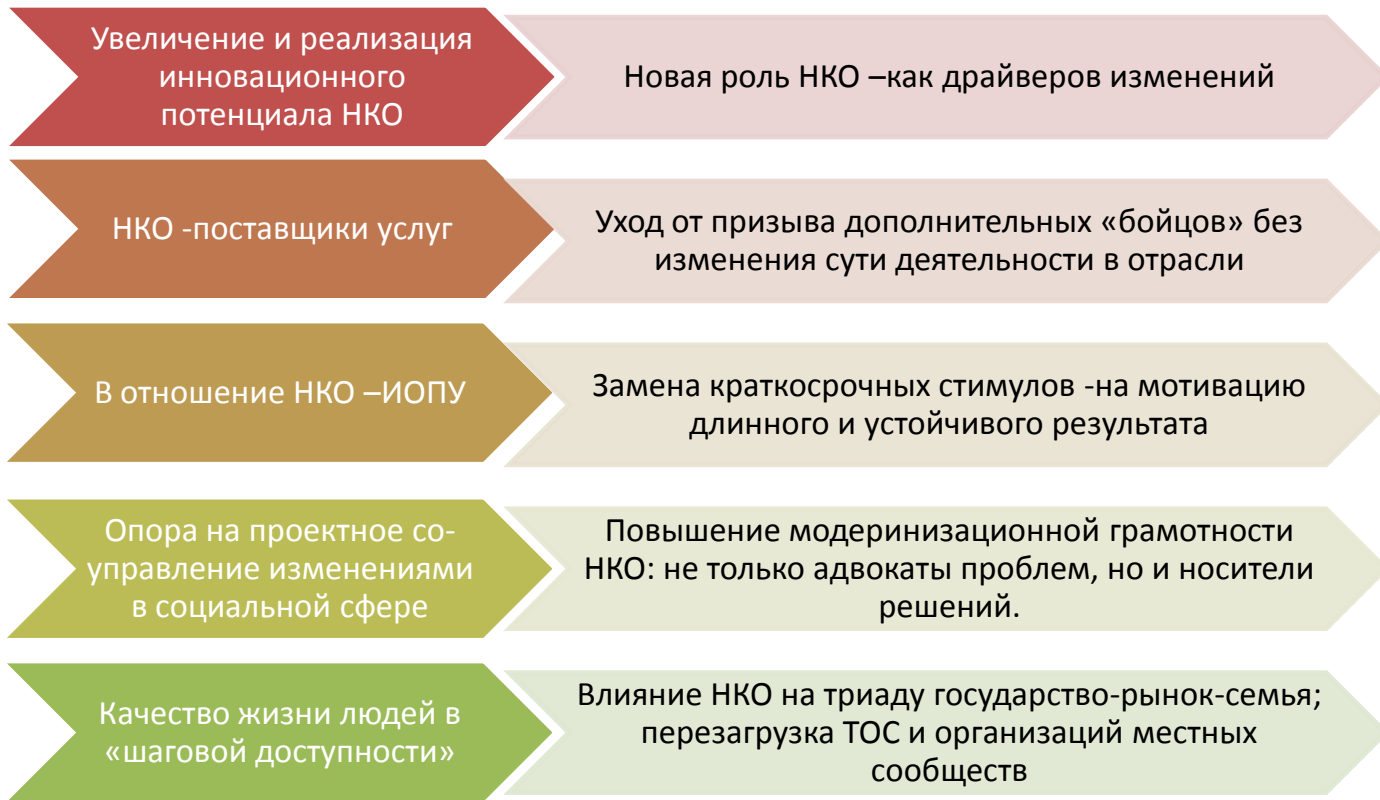 Увеличение и реализация
инновационного
потенциала НКО
Новая роль НКО –как драйверов изменений
НКО -поставщики услуг
Уход от призыва дополнительных «бойцов» без
изменения сути деятельности в отрасли
В отношение НКО –ИОПУ
Замена краткосрочных стимулов -на мотивацию
длинного и устойчивого результата
Опора на проектное со-
управление изменениями
в социальной сфере
Повышение модеринизационной грамотности
НКО: не только адвокаты проблем, но и носители
решений.
Качество жизни людей в
«шаговой доступности»
Влияние НКО на триаду государство-рынок-семья;
перезагрузка ТОС и организаций местных
сообществ